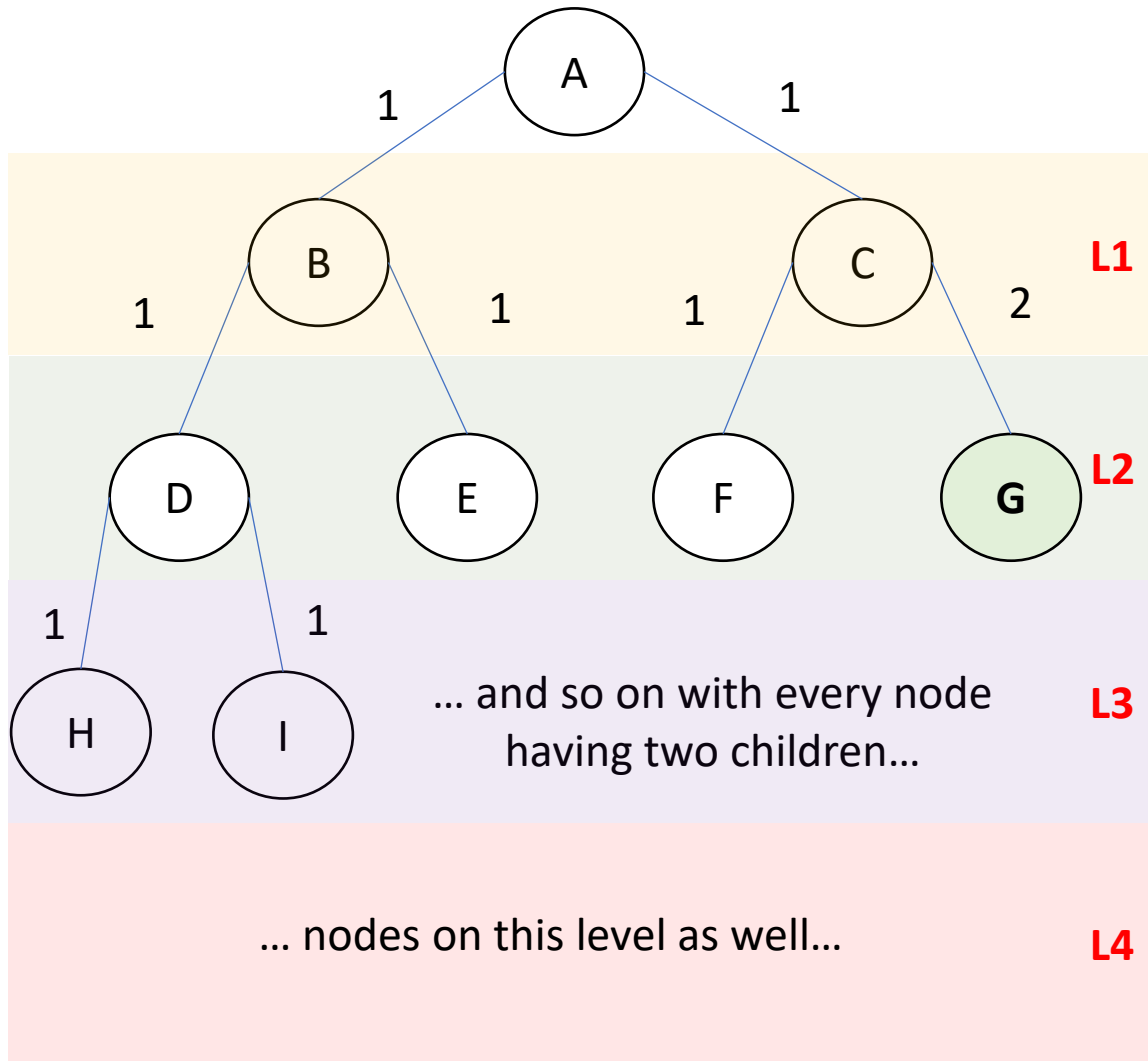 A
1
1
B
C
L1
1
1
1
2
D
E
F
G
L2
1
1
H
I
... and so on with every node
having two children...
L3
... nodes on this level as well...
L4